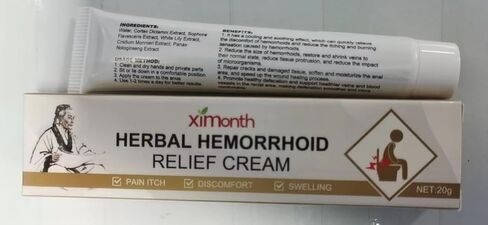 INGREDIENTS:
Water, Cortex Dictamni Extract, Sophora
Flavescens Extract, White Lily Extract,
Cnidium Monnieri Extract, Panax
Notoginseng Extract
USAGE METHOD:
1. Clean and dry hands and private parts
2. Sit or lie down in a comfortable position
3. Apply the cream to the anus
4. Use 1-2 times a day for better results
BENEFITS:
1. It has a cooling and soothing effect, which can quickly relieve
the discomfort of hemorrhoids and reduce the itching and burning
sensation caused by hemorrhoids.
2. Reduce the size of hemorrhoids, restore and shrink veins to
their normal state, reduce tissue protrusion, and reduce the impact
of microorganisms.
3. Repair cracks and damaged tissue, soften and moisturize the anal
area, and speed up the wound healing process.
4. Promote healthy defecation and support healthier veins and blood
in the rectal area, making defecation smoother and more
ximonth
HERBAL HEMORRHOID
RELIEF CREAM
PAIN ITCH
DISCOMFORT
SWELLING
NET:20g